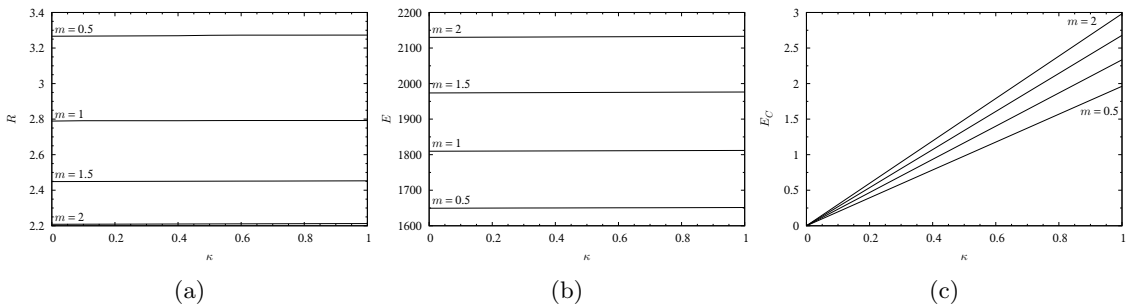 3.4
3.2
3
2.8
2.6
2.4
2.2
R
m = 0.5
m = 1
m = 1.5
m = 2
0 0.2 0.4 0.6 0.8 1
κ
(a)
2200
2100
2000
1900
1800
1700
1600
E
m = 2
m = 1.5
m = 1
m = 0.5
0 0.2 0.4 0.6 0.8 1
κ
(b)
3
2.5
2
1.5
1
0.5
0
E_C
m = 2
m = 0.5
0 0.2 0.4 0.6 0.8 1
κ
(c)